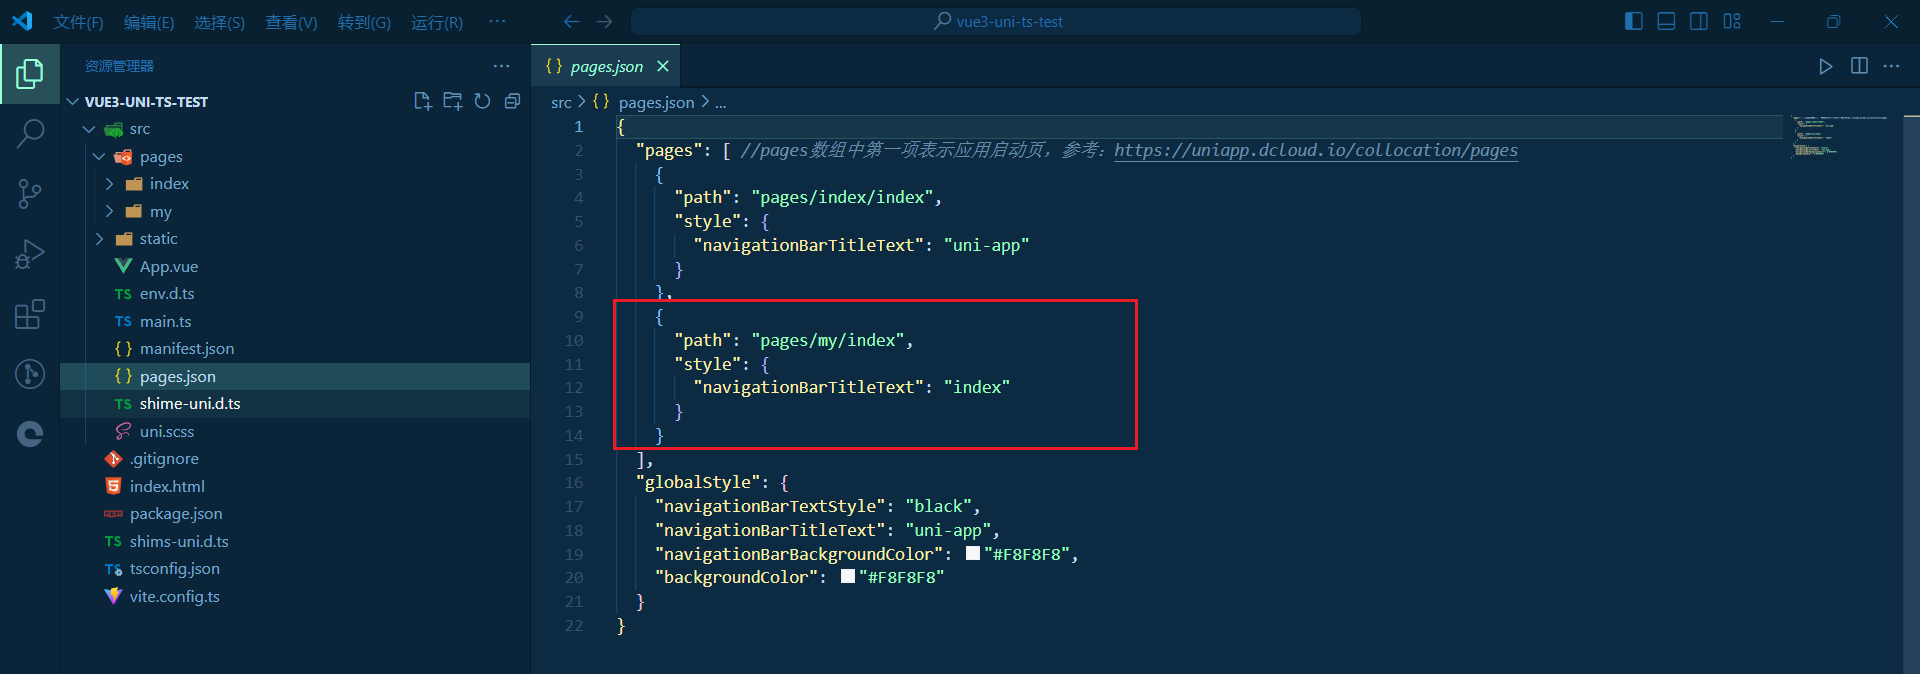 文件(F) 编辑(E) 选择(S) 查看(V) 转到(G) 运行(R) ···
vue3-uni-ts-test
资源管理器
VUE3-UNI-TS-TEST
src
pages
index
my
static
App.vue
TS env.d.ts
TS main.ts
{} manifest.json
{} pages.json
TS shime-uni.d.ts
uni.scss
.gitignore
index.html
package.json
TS shims-uni.d.ts
TS tsconfig.json
vite.config.ts
{} pages.json
src > {} pages.json > ...
1 {
2 "pages": [ //pages数组中第一项表示应用启动页，参考：https://uniapp.dcloud.io/collocation/pages
3 {
4 "path": "pages/index/index",
5 "style": {
6 "navigationBarTitleText": "uni-app"
7 }
8 },
9 {
10 "path": "pages/my/index",
11 "style": {
12 "navigationBarTitleText": "index"
13 }
14 }
15 ],
16 "globalStyle": {
17 "navigationBarTextStyle": "black",
18 "navigationBarTitleText": "uni-app",
19 "navigationBarBackgroundColor": "#F8F8F8",
20 "backgroundColor": "#F8F8F8"
21 }
22 }